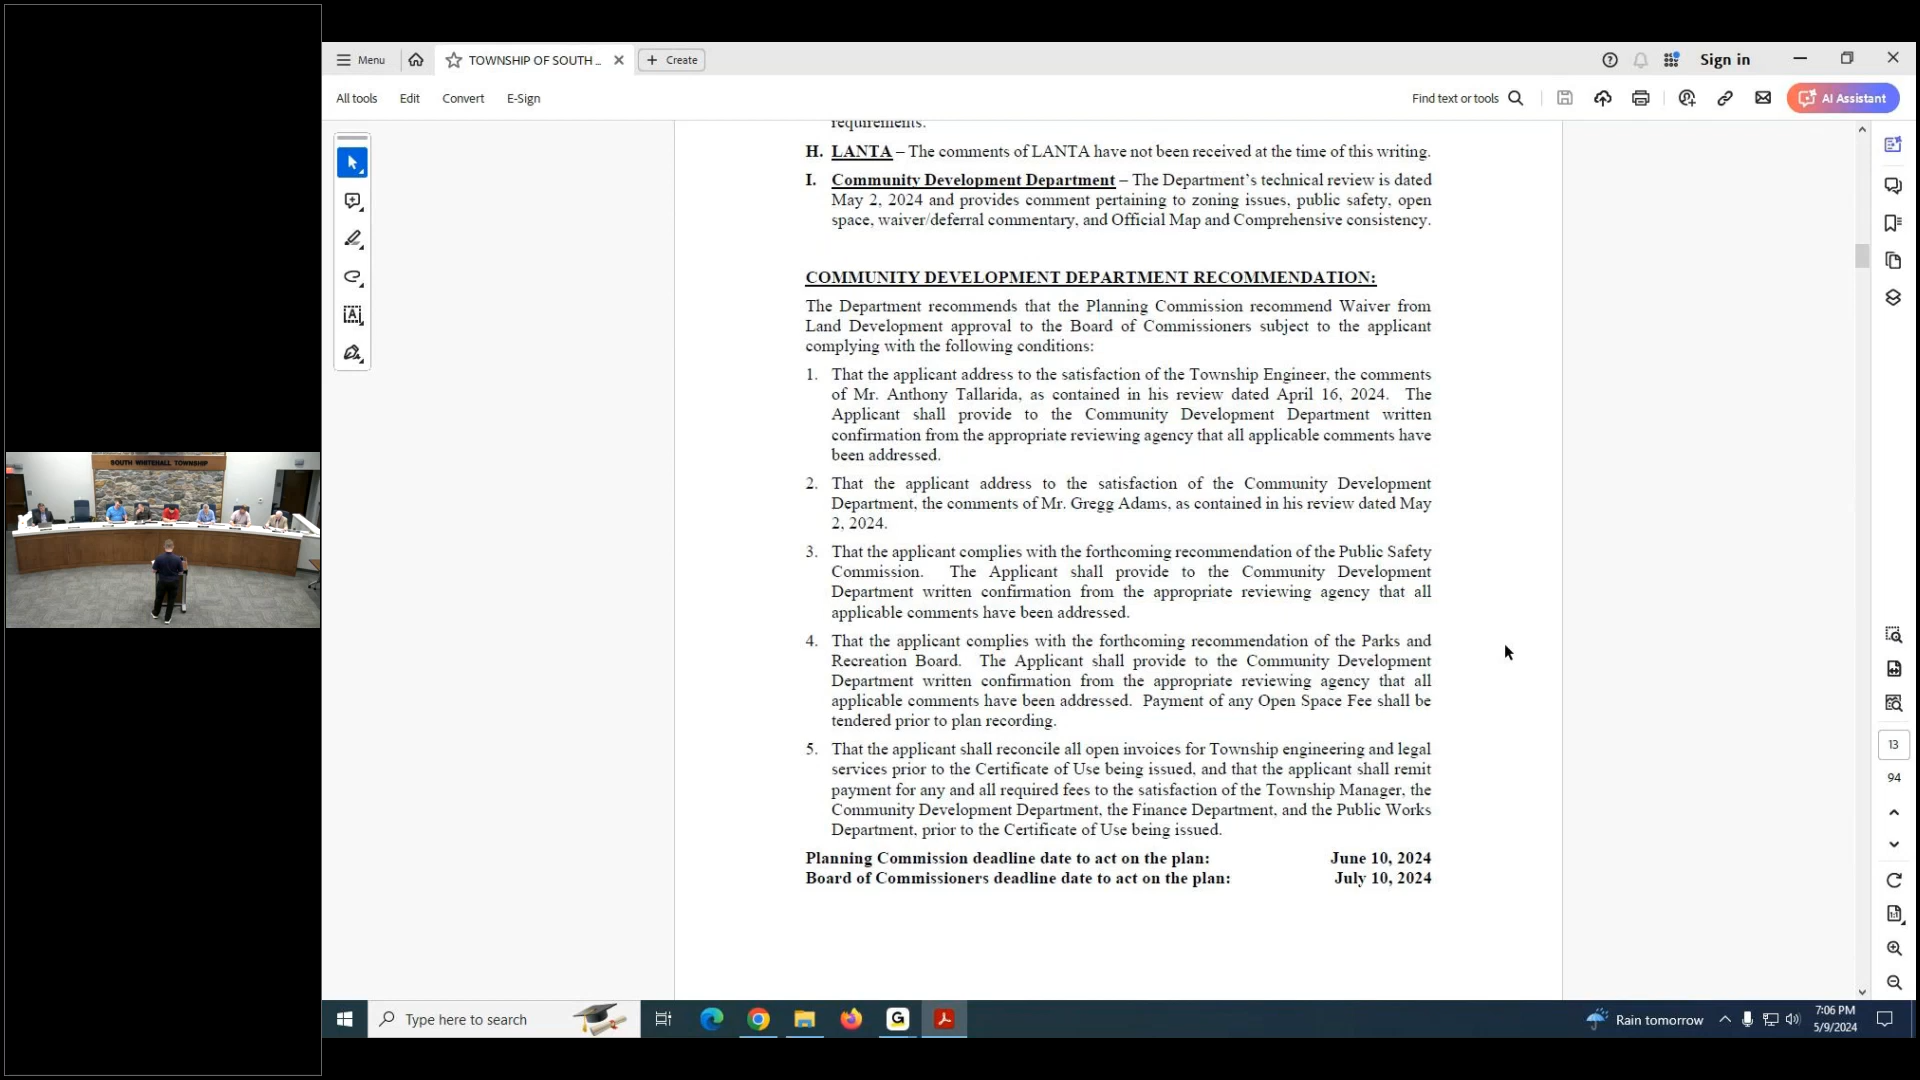 Menu
TOWNSHIP OF SOUTH ...
Create
Sign in
All tools
Edit
Convert
E-Sign
Find text or tools
AI Assistant
requirements.
H. LANTA – The comments of LANTA have not been received at the time of this writing.
I. Community Development Department – The Department's technical review is dated
May 2, 2024 and provides comment pertaining to zoning issues, public safety, open
space, waiver/deferral commentary, and Official Map and Comprehensive consistency.
COMMUNITY DEVELOPMENT DEPARTMENT RECOMMENDATION:
The Department recommends that the Planning Commission recommend Waiver from
Land Development approval to the Board of Commissioners subject to the applicant
complying with the following conditions:
1. That the applicant address to the satisfaction of the Township Engineer, the comments
of Mr. Anthony Tallarida, as contained in his review dated April 16, 2024. The
Applicant shall provide to the Community Development Department written
confirmation from the appropriate reviewing agency that all applicable comments have
been addressed.
2. That the applicant address to the satisfaction of the Community Development
Department, the comments of Mr. Gregg Adams, as contained in his review dated May
2, 2024.
3. That the applicant complies with the forthcoming recommendation of the Public Safety
Commission. The Applicant shall provide to the Community Development
Department written confirmation from the appropriate reviewing agency that all
applicable comments have been addressed.
4. That the applicant complies with the forthcoming recommendation of the Parks and
Recreation Board. The Applicant shall provide to the Community Development
Department written confirmation from the appropriate reviewing agency that all
applicable comments have been addressed. Payment of any Open Space Fee shall be
tendered prior to plan recording.
5. That the applicant shall reconcile all open invoices for Township engineering and legal
services prior to the Certificate of Use being issued, and that the applicant shall remit
payment for any and all required fees to the satisfaction of the Township Manager, the
Community Development Department, the Finance Department, and the Public Works
Department, prior to the Certificate of Use being issued.
Planning Commission deadline date to act on the plan: June 10, 2024
Board of Commissioners deadline date to act on the plan: July 10, 2024
13
94
SOUTH WHITEHALL TOWNSHIP
Type here to search
Rain tomorrow
7:06 PM
5/9/2024